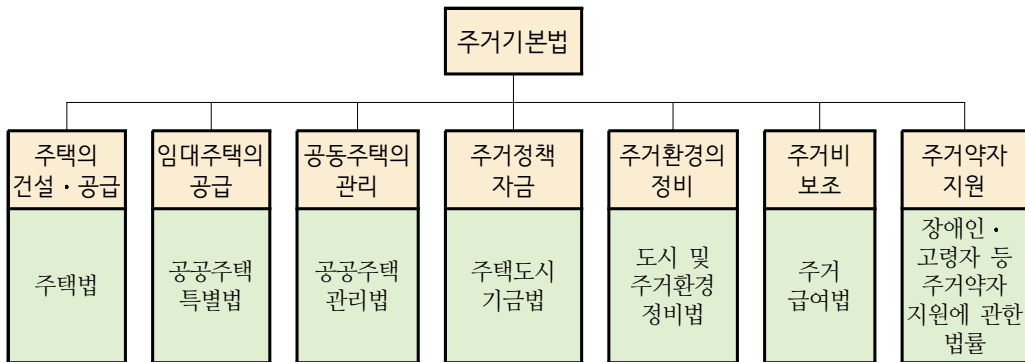 주거기본법
주택의
건설 · 공급
임대주택의
공급
공동주택의
관리
주거정책
자금
주거환경의
정비
주거비
보조
주거약자
지원
주택법
공공주택
특별법
공공주택
관리법
주택도시
기금법
도시 및
주거환경
정비법
주거
급여법
장애인 ·
고령자 등
주거약자
지원에 관한
법률